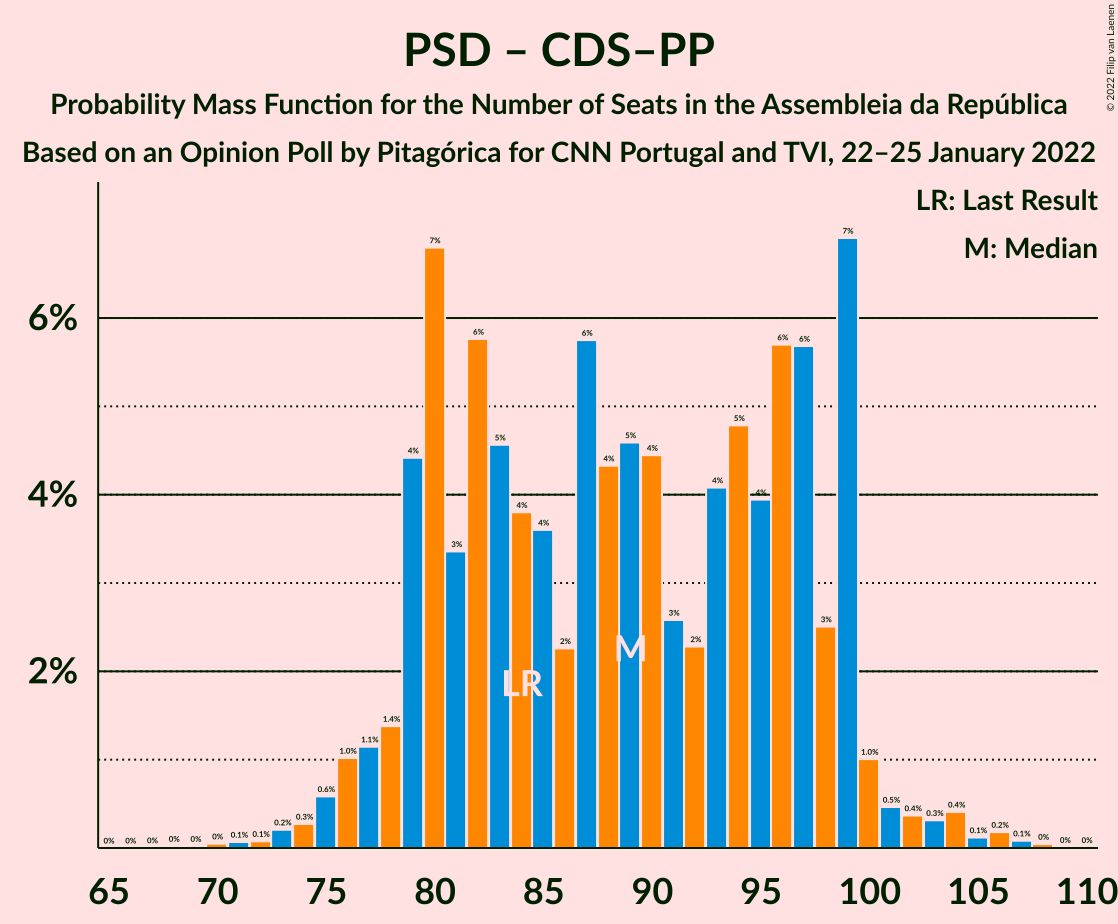 PSD – CDS–PP
Probability Mass Function for the Number of Seats in the Assembleia da República
Based on an Opinion Poll by Pitagórica for CNN Portugal and TVI, 22–25 January 2022
© 2022 Filip van Laenen
LR: Last Result
M: Median
6%
4%
2%
0% 0% 0% 0% 0% 0% 0.1% 0.1% 0.2% 0.3% 0.6% 1.0% 1.1% 1.4% 4% 7% 3% 6% 5% 4% 4% 2% 6% 4% 5% 4% 3% 2% 4% 5% 4% 6% 6% 3% 7% 1.0% 0.5% 0.4% 0.3% 0.4% 0.1% 0.2% 0.1% 0% 0% 0%
M
LR
65 70 75 80 85 90 95 100 105 110